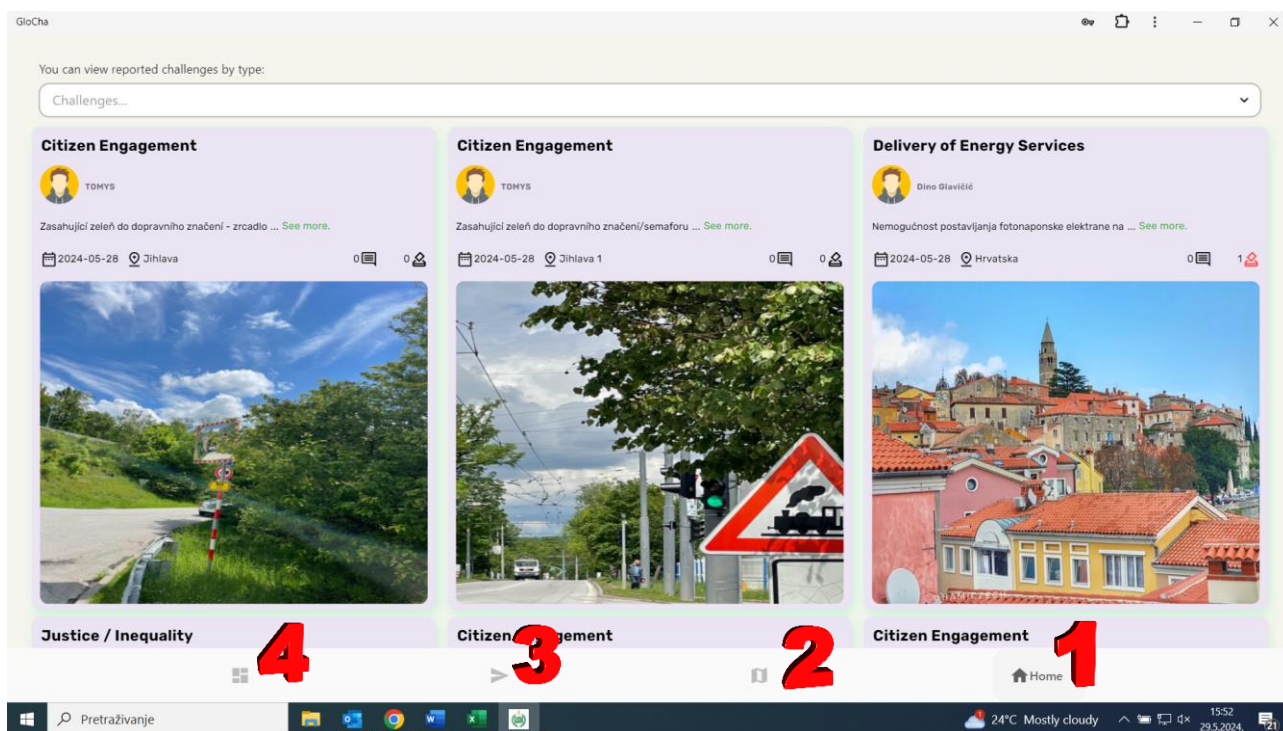 GloCha
You can view reported challenges by type:
Challenges...
Citizen Engagement
TOMYS
Zasahující zeleň do dopravního značení - zrcadlo ... See more.
2024-05-28 Jihlava 0 0
Citizen Engagement
TOMYS
Zasahující zeleň do dopravního značení/semaforu ... See more.
2024-05-28 Jihlava 1 0 0
Delivery of Energy Services
Dino Glavičić
Nemogućnost postavljanja fotonaponske elektrane na ... See more.
2024-05-28 Hrvatska 0 1
Justice / Inequality
Citizen Engagement
Citizen Engagement
4
3
2
Home 1
Pretraživanje
24°C Mostly cloudy
15:52
29.5.2024.
21